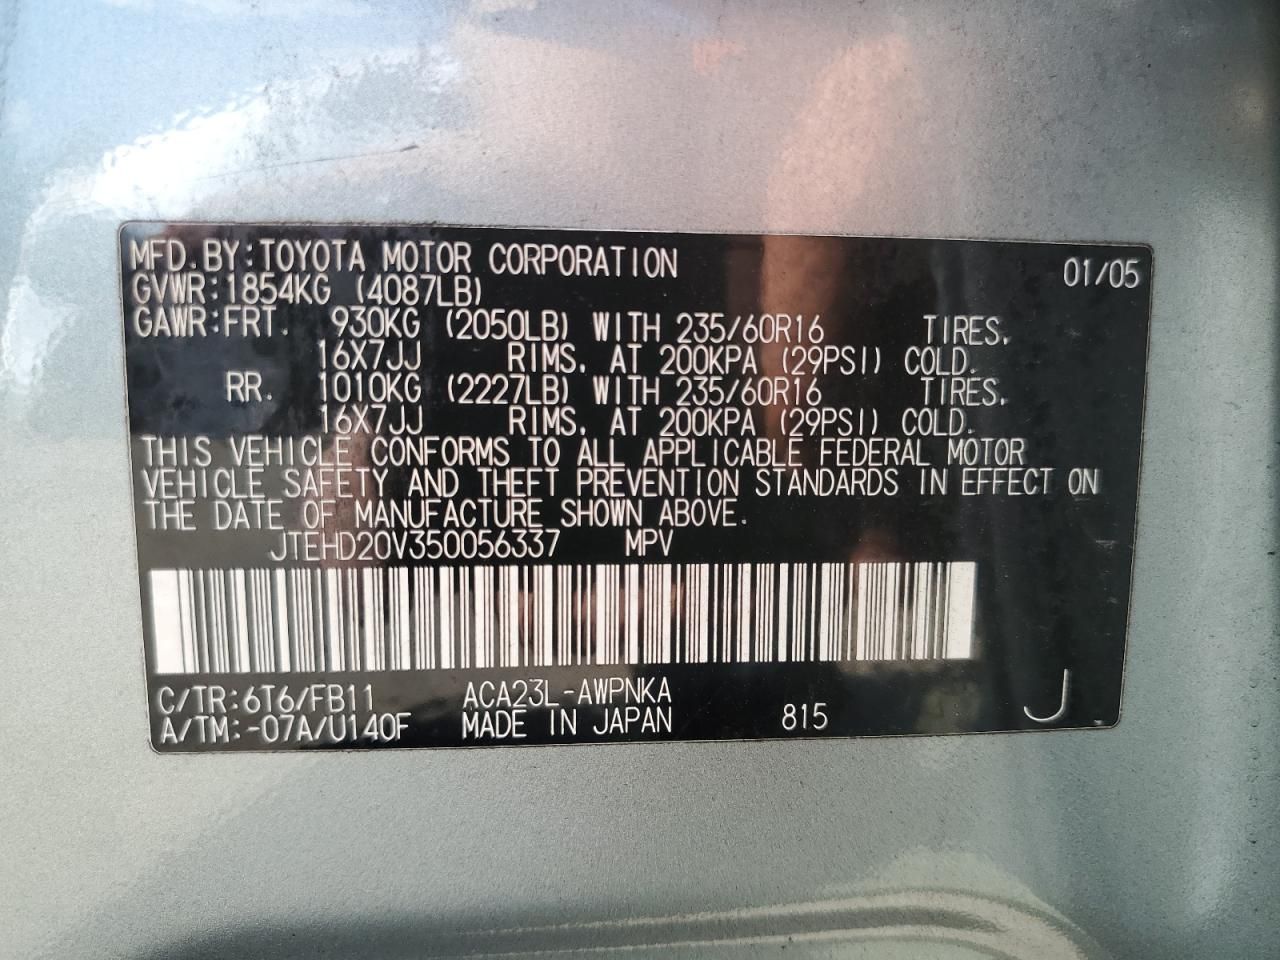 MFD. BY: TOYOTA MOTOR CORPORATION 01/05
GVWR: 1854KG (4087LB)
GAWR: FRT. 930KG (2050LB) WITH 235/60R16 TIRES,
16X7JJ RIMS, AT 200KPA (29PSI) COLD.
RR. 1010KG (2227LB) WITH 235/60R16 TIRES,
16X7JJ RIMS, AT 200KPA (29PSI) COLD.
THIS VEHICLE CONFORMS TO ALL APPLICABLE FEDERAL MOTOR
VEHICLE SAFETY AND THEFT PREVENTION STANDARDS IN EFFECT ON
THE DATE OF MANUFACTURE SHOWN ABOVE.
JTEHD20V350056337 MPV
C/TR: 6T6/FB11 ACA23L-AWPNKA
A/TM: -07A/U140F MADE IN JAPAN 815 J